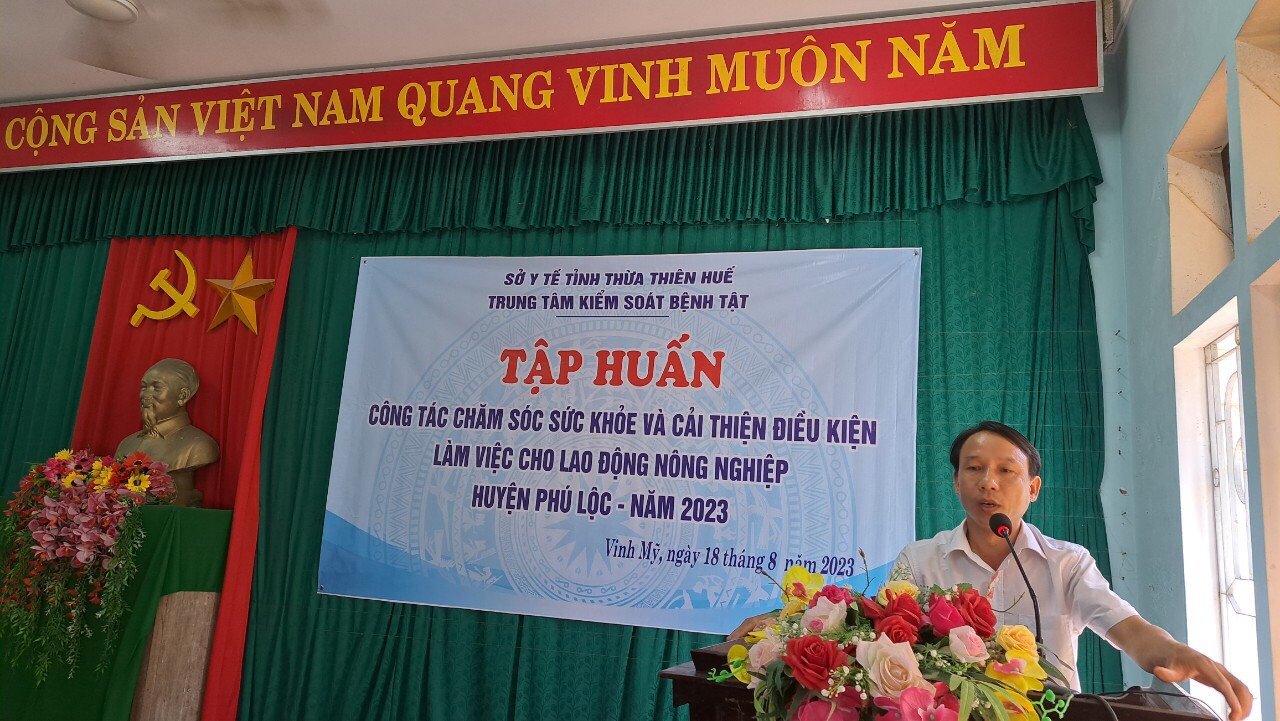 CỘNG SẢN VIỆT NAM QUANG VINH MUÔN NĂM
SỞ Y TẾ TỈNH THỪA THIÊN HUẾ
TRUNG TÂM KIỂM SOÁT BỆNH TẬT
TẬP HUẤN
CÔNG TÁC CHĂM SÓC SỨC KHỎE VÀ CẢI THIỆN ĐIỀU KIỆN
LÀM VIỆC CHO LAO ĐỘNG NÔNG NGHIỆP
HUYỆN PHÚ LỘC - NĂM 2023
Vinh Mỹ, ngày 18 tháng 8 năm 2023